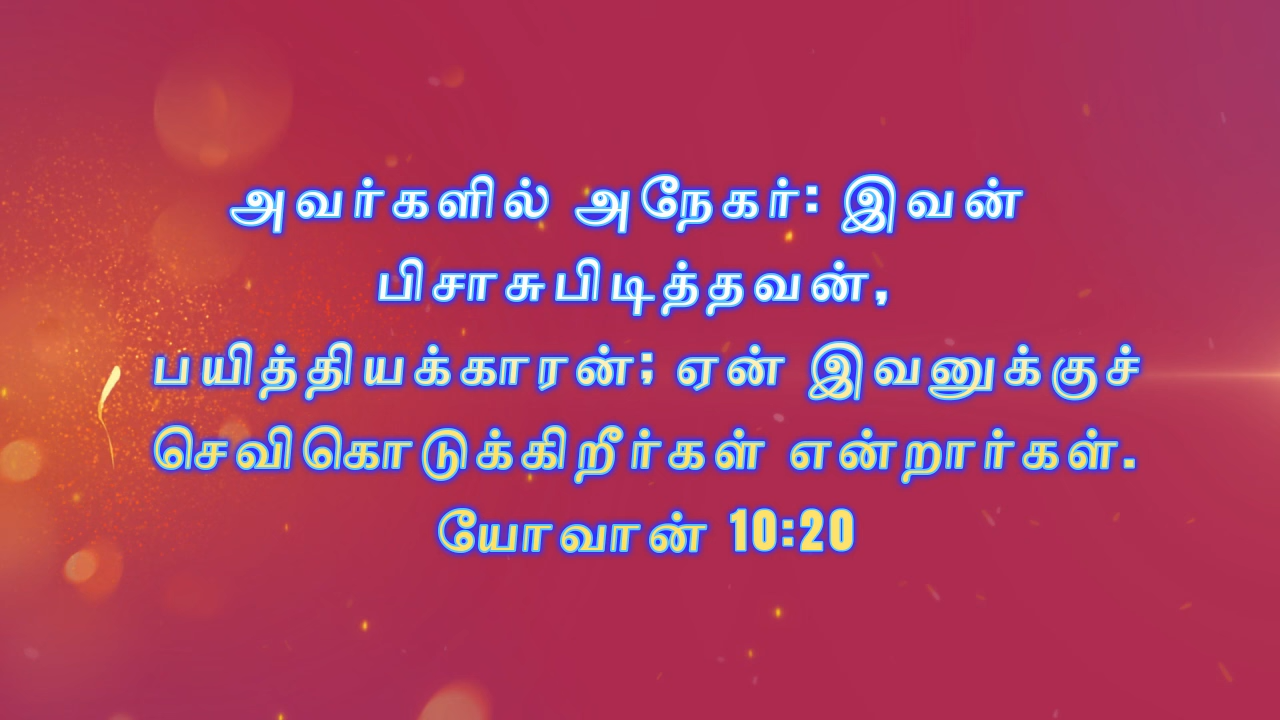 அவர்களில் அநேகர்: இவன்
பிசாசுபிடித்தவன்,
பயித்தியக்காரன்; ஏன் இவனுக்குச்
செவிகொடுக்கிறீர்கள் என்றார்கள்.
யோவான் 10:20